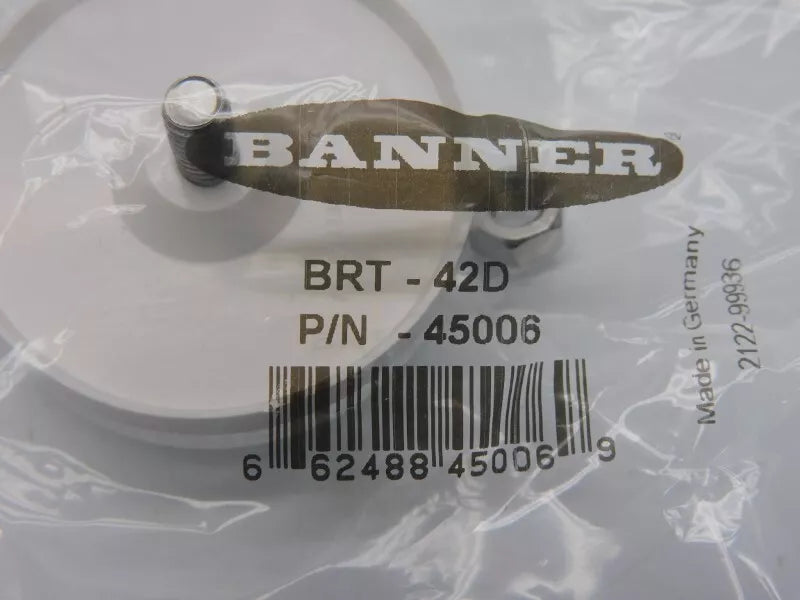 BANNER
BRT - 42D
P/N - 45006
6 62488 45006 9
Made in Germany
2122-99936